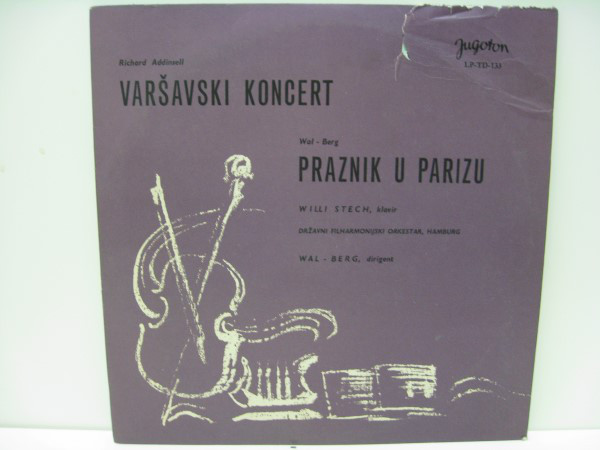 Jugoton
LP-TD-133
Richard Addinsell
VARŠAVSKI KONCERT
Wal - Berg
PRAZNIK U PARIZU
WILLI STECH, klavir
DRŽAVNI FILHARMONIJSKI ORKESTAR, HAMBURG
WAL - BERG, dirigent